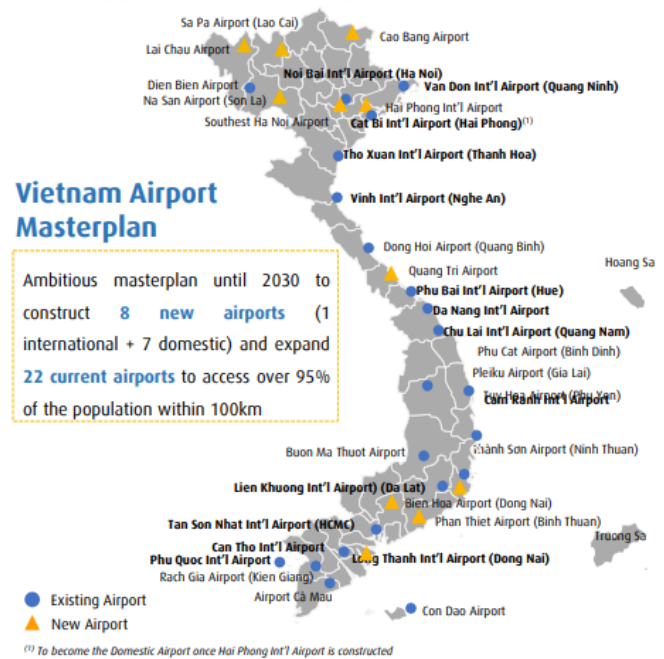 Sa Pa Airport (Lao Cai)
Cao Bang Airport
Lai Chau Airport
Noi Bai Int'l Airport (Ha Noi)
Dien Bien Airport
Van Don Int'l Airport (Quang Ninh)
Na San Airport (Son La)
Hai Phong Int'l Airport
Southest Ha Noi Airport
Cat Bi Int'l Airport (Hai Phong)(1)
Tho Xuan Int'l Airport (Thanh Hoa)
Vietnam Airport
Masterplan
Vinh Int'l Airport (Nghe An)
Dong Hoi Airport (Quang Binh)
Hoang Sa
Quang Tri Airport
Ambitious masterplan until 2030 to
construct 8 new airports (1
international + 7 domestic) and expand
22 current airports to access over 95%
of the population within 100km
Phu Bai Int'l Airport (Hue)
Da Nang Int'l Airport
Chu Lai Int'l Airport (Quang Nam)
Phu Cat Airport (Binh Dinh)
Pleiku Airport (Gia Lai)
Tuy Hoa Airport (Phu Yen)
Cam Ranh Int'l Airport
Buon Ma Thuot Airport
Thành Sơn Airport (Ninh Thuan)
Lien Khuong Int'l Airport) (Da Lat)
Bien Hoa Airport (Dong Nai)
Phan Thiet Airport (Binh Thuan)
Tan Son Nhat Int'l Airport (HCMC)
Truong Sa
Can Tho Int'l Airport
Phu Quoc Int'l Airport
Long Thanh Int'l Airport (Dong Nai)
Rach Gia Airport (Kien Giang)
Airport Cà Mau
Con Dao Airport
Existing Airport
New Airport
(1) To become the Domestic Airport once Hai Phong Int'l Airport is constructed